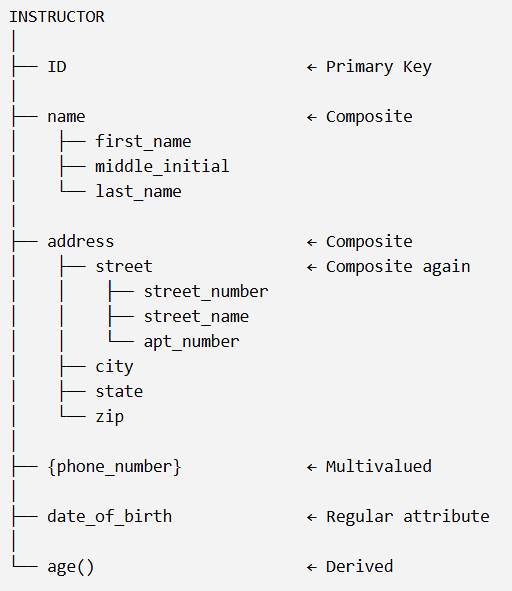 INSTRUCTOR
│
├── ID                         ← Primary Key
│
├── name                       ← Composite
│    ├── first_name
│    ├── middle_initial
│    └── last_name
│
├── address                    ← Composite
│    ├── street                ← Composite again
│    │    ├── street_number
│    │    ├── street_name
│    │    └── apt_number
│    ├── city
│    ├── state
│    └── zip
│
├── {phone_number}             ← Multivalued
│
├── date_of_birth              ← Regular attribute
│
└── age()                      ← Derived